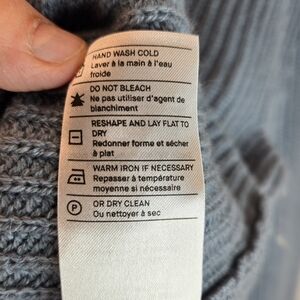 HAND WASH COLD
Laver à la main à l'eau
froide
DO NOT BLEACH
Ne pas utiliser d'agent de
blanchiment
RESHAPE AND LAY FLAT TO
DRY
Redonner forme et sécher
à plat
WARM IRON IF NECESSARY
Repasser à température
moyenne si nécessaire
P
OR DRY CLEAN
Ou nettoyer à sec